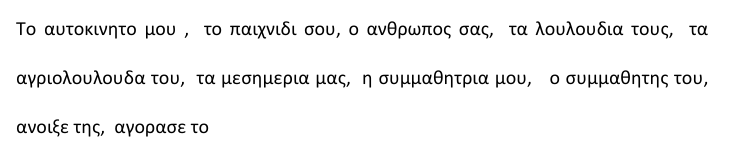 Το αυτοκινητο μου , το παιχνιδι σου, ο ανθρωπος σας, τα λουλουδια τους, τα
αγριολουλουδα του, τα μεσημερια μας, η συμμαθητρια μου, ο συμμαθητης του,
ανοιξε της, αγορασε το